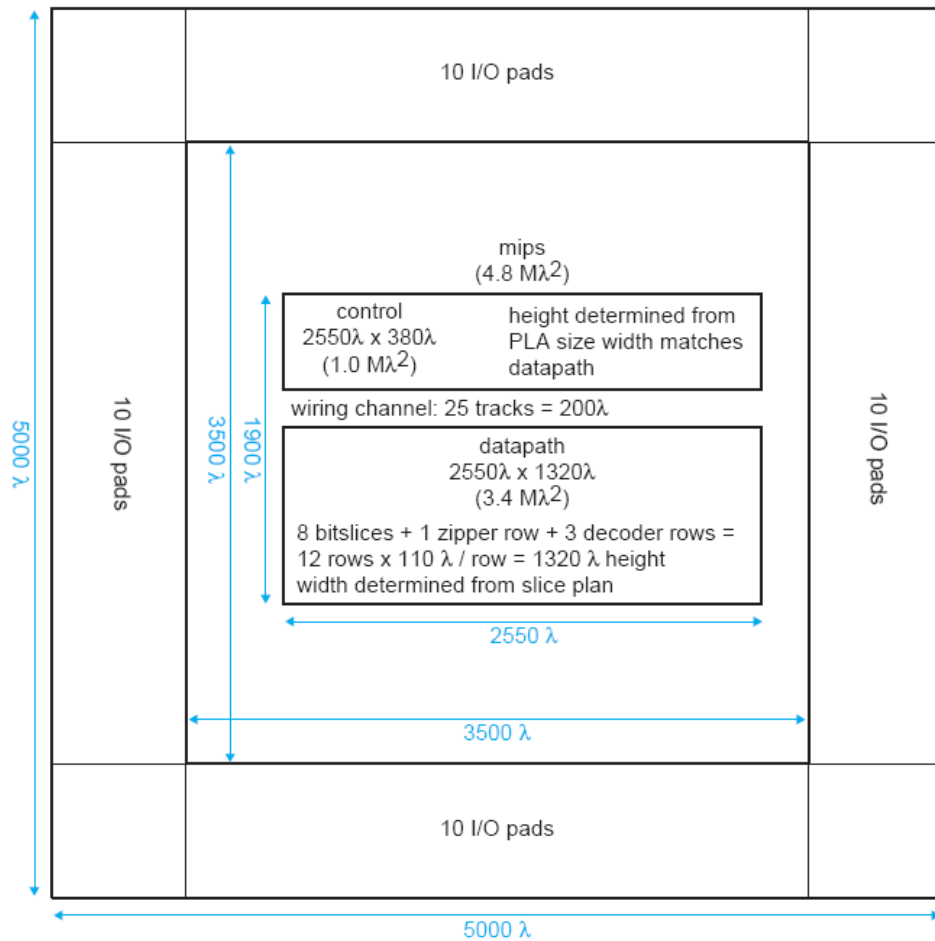 10 I/O pads
mips
(4.8 Mλ²)
control
2550λ x 380λ
(1.0 Mλ²)
height determined from
PLA size width matches
datapath
wiring channel: 25 tracks = 200λ
datapath
2550λ x 1320λ
(3.4 Mλ²)
8 bitslices + 1 zipper row + 3 decoder rows =
12 rows x 110 λ / row = 1320 λ height
width determined from slice plan
2550 λ
1900 λ
3500 λ
3500 λ
10 I/O pads
10 I/O pads
5000 λ
10 I/O pads
5000 λ